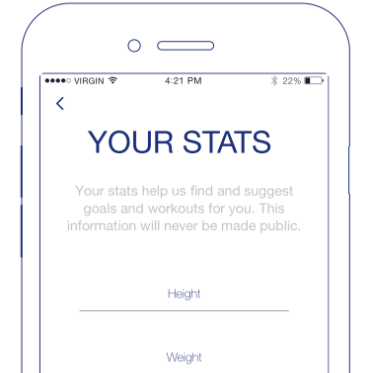 VIRGIN 4:21 PM 22%
YOUR STATS
Your stats help us find and suggest
goals and workouts for you. This
information will never be made public.
Height
Weight